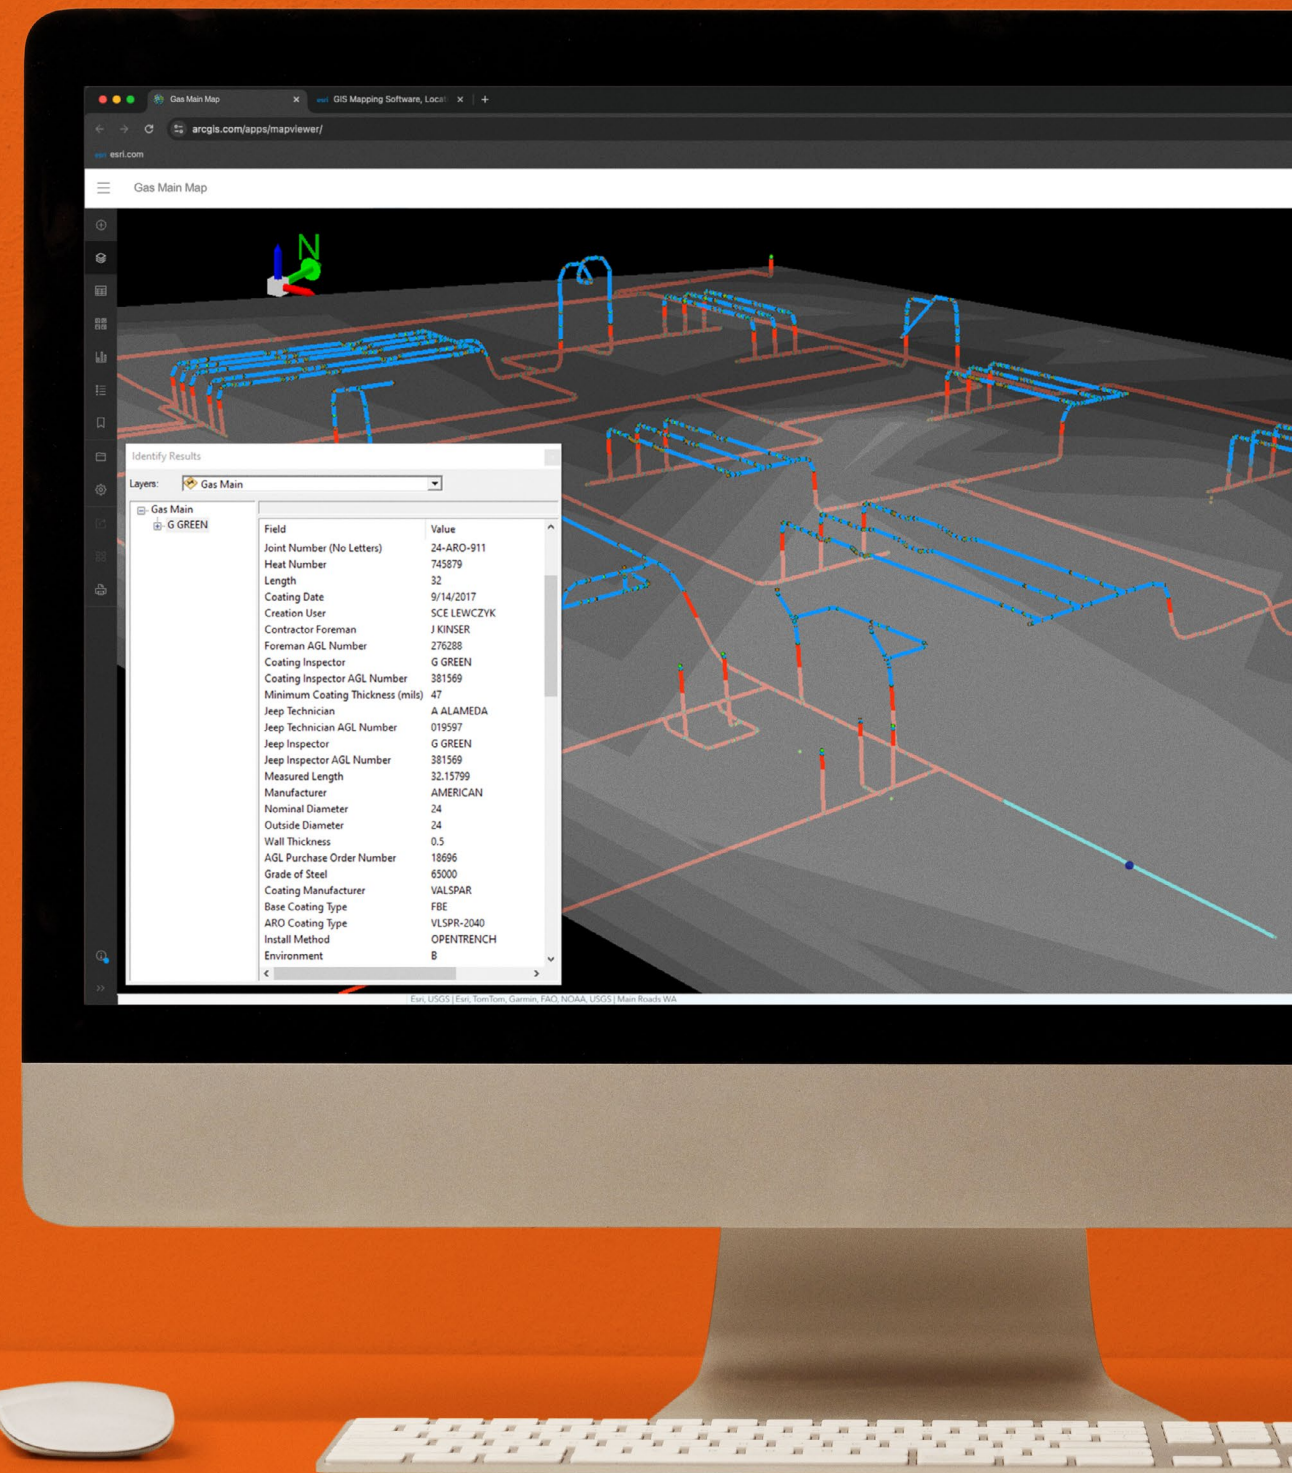 Gas Main Map
esri GIS Mapping Software, Locat
arcgis.com/apps/mapviewer/
esri esri.com
Gas Main Map
N
Identify Results
Layers: Gas Main
Gas Main
G GREEN
Field Value
Joint Number (No Letters) 24-ARO-911
Heat Number 745879
Length 32
Coating Date 9/14/2017
Creation User SCE LEWCZYK
Contractor Foreman J KINSER
Foreman AGL Number 276288
Coating Inspector G GREEN
Coating Inspector AGL Number 381569
Minimum Coating Thickness (mils) 47
Jeep Technician A ALAMEDA
Jeep Technician AGL Number 019597
Jeep Inspector G GREEN
Jeep Inspector AGL Number 381569
Measured Length 32.15799
Manufacturer AMERICAN
Nominal Diameter 24
Outside Diameter 24
Wall Thickness 0.5
AGL Purchase Order Number 18696
Grade of Steel 65000
Coating Manufacturer VALSPAR
Base Coating Type FBE
ARO Coating Type VLSPR-2040
Install Method OPENTRENCH
Environment B
Esri, USGS | Esri, TomTom, Garmin, FAO, NOAA, USGS | Main Roads WA